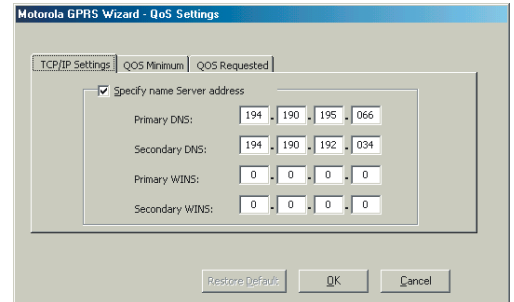 Motorola GPRS Wizard - QoS Settings
TCP/IP Settings QOS Minimum QOS Requested
Specify name Server address
Primary DNS: 194 . 190 . 195 . 066
Secondary DNS: 194 . 190 . 192 . 034
Primary WINS: 0 . 0 . 0 . 0
Secondary WINS: 0 . 0 . 0 . 0
Restore Default OK Cancel